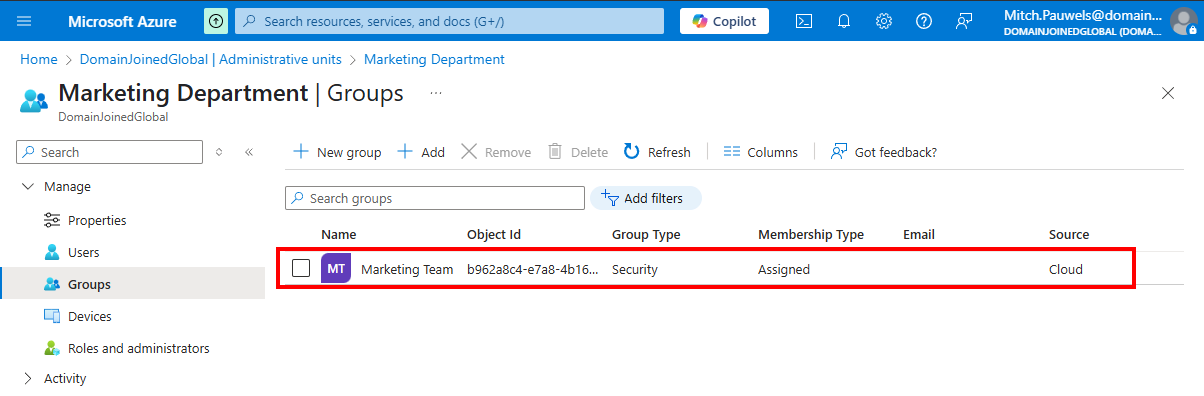 Microsoft Azure
Search resources, services, and docs (G+/)
Copilot
Mitch.Pauwels@domain...
DOMAINJOINEDGLOBAL (DOMA...
Home > DomainJoinedGlobal | Administrative units > Marketing Department
Marketing Department | Groups ...
DomainJoinedGlobal
Search
New group
Add
Remove
Delete
Refresh
Columns
Got feedback?
Manage
Properties
Users
Groups
Devices
Roles and administrators
Activity
Search groups
Add filters
Name Object Id Group Type Membership Type Email Source
MT Marketing Team b962a8c4-e7a8-4b16... Security Assigned Cloud